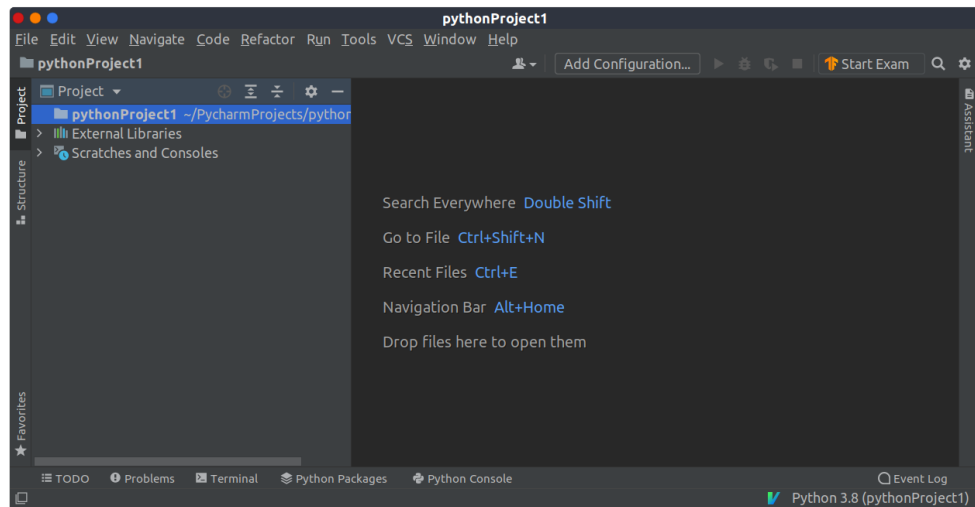 pythonProject1
File Edit View Navigate Code Refactor Run Tools VCS Window Help
pythonProject1 Add Configuration... Start Exam
Project
Project
pythonProject1 ~/PycharmProjects/python
External Libraries
Scratches and Consoles
Structure
Favorites
Search Everywhere Double Shift
Go to File Ctrl+Shift+N
Recent Files Ctrl+E
Navigation Bar Alt+Home
Drop files here to open them
Assistant
TODO Problems Terminal Python Packages Python Console Event Log
Python 3.8 (pythonProject1)